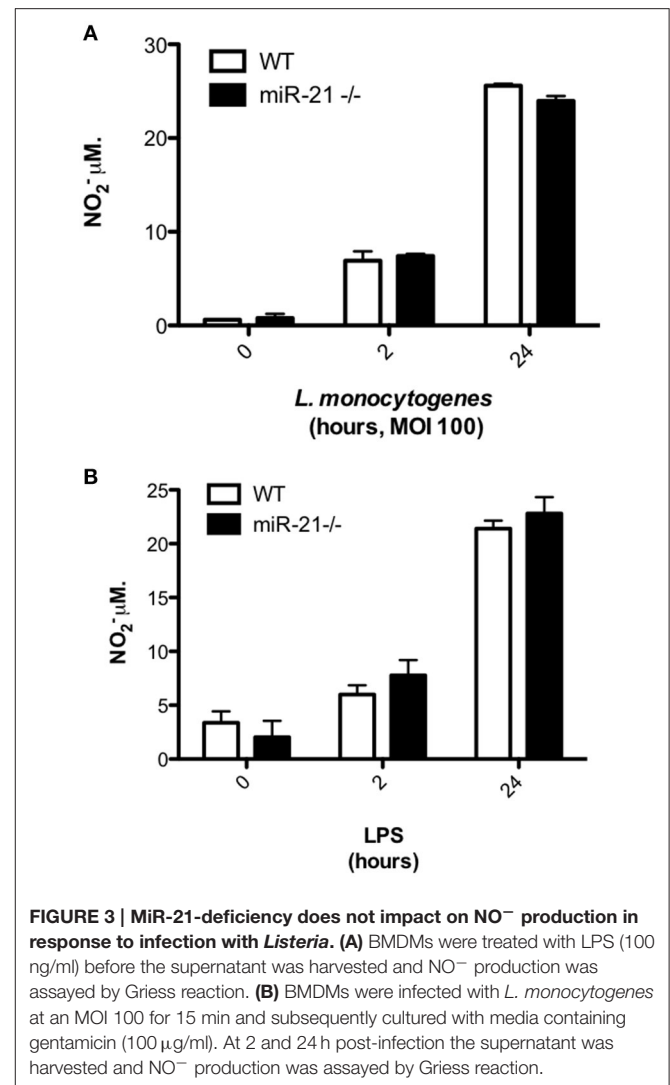 A
30
20
10
0
NO₂⁻ μM.
WT
miR-21 -/-
0 2 24
L. monocytogenes
(hours, MOI 100)
B
25
20
15
10
5
0
NO₂⁻ μM.
WT
miR-21-/-
0 2 24
LPS
(hours)
FIGURE 3 | MiR-21-deficiency does not impact on NO⁻ production in
response to infection with Listeria. (A) BMDMs were treated with LPS (100
ng/ml) before the supernatant was harvested and NO⁻ production was
assayed by Griess reaction. (B) BMDMs were infected with L. monocytogenes
at an MOI 100 for 15 min and subsequently cultured with media containing
gentamicin (100 μg/ml). At 2 and 24 h post-infection the supernatant was
harvested and NO⁻ production was assayed by Griess reaction.